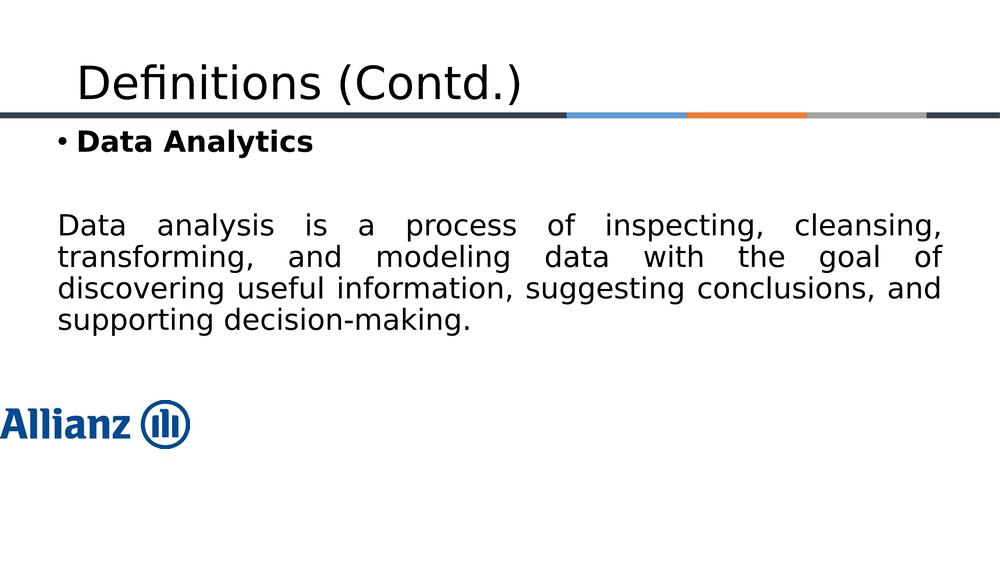 Definitions (Contd.)
• Data Analytics
Data analysis is a process of inspecting, cleansing,
transforming, and modeling data with the goal of
discovering useful information, suggesting conclusions, and
supporting decision-making.
Allianz